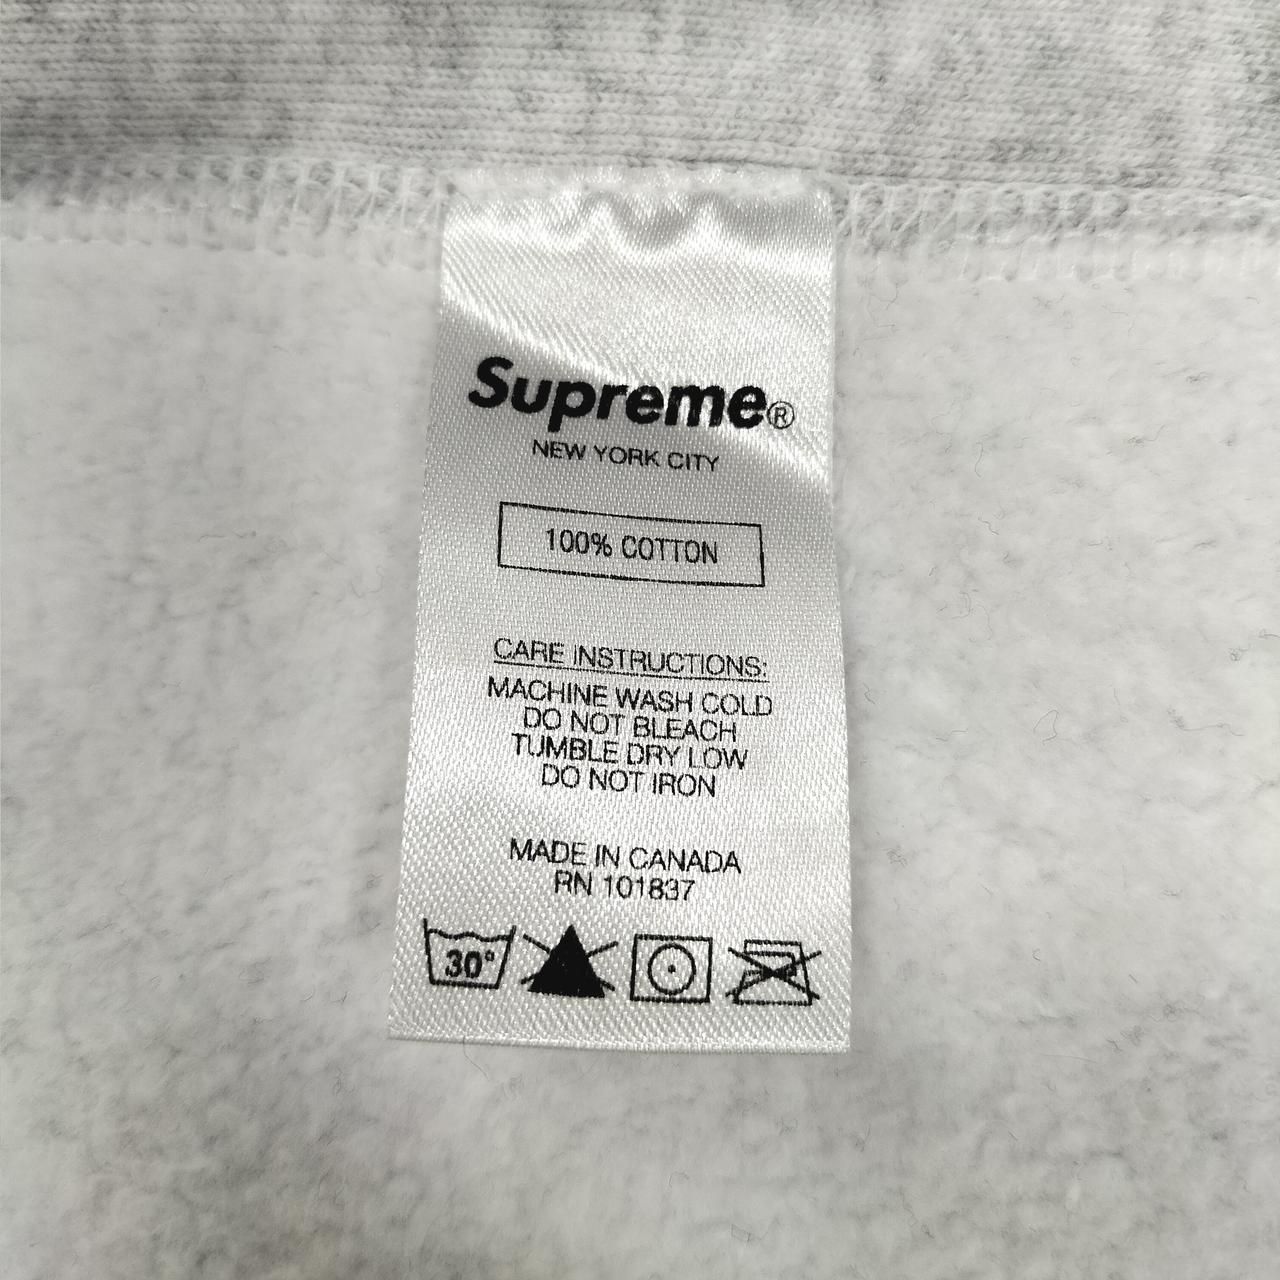 Supreme®
NEW YORK CITY
100% COTTON
CARE INSTRUCTIONS:
MACHINE WASH COLD
DO NOT BLEACH
TUMBLE DRY LOW
DO NOT IRON
MADE IN CANADA
RN 101837
30°